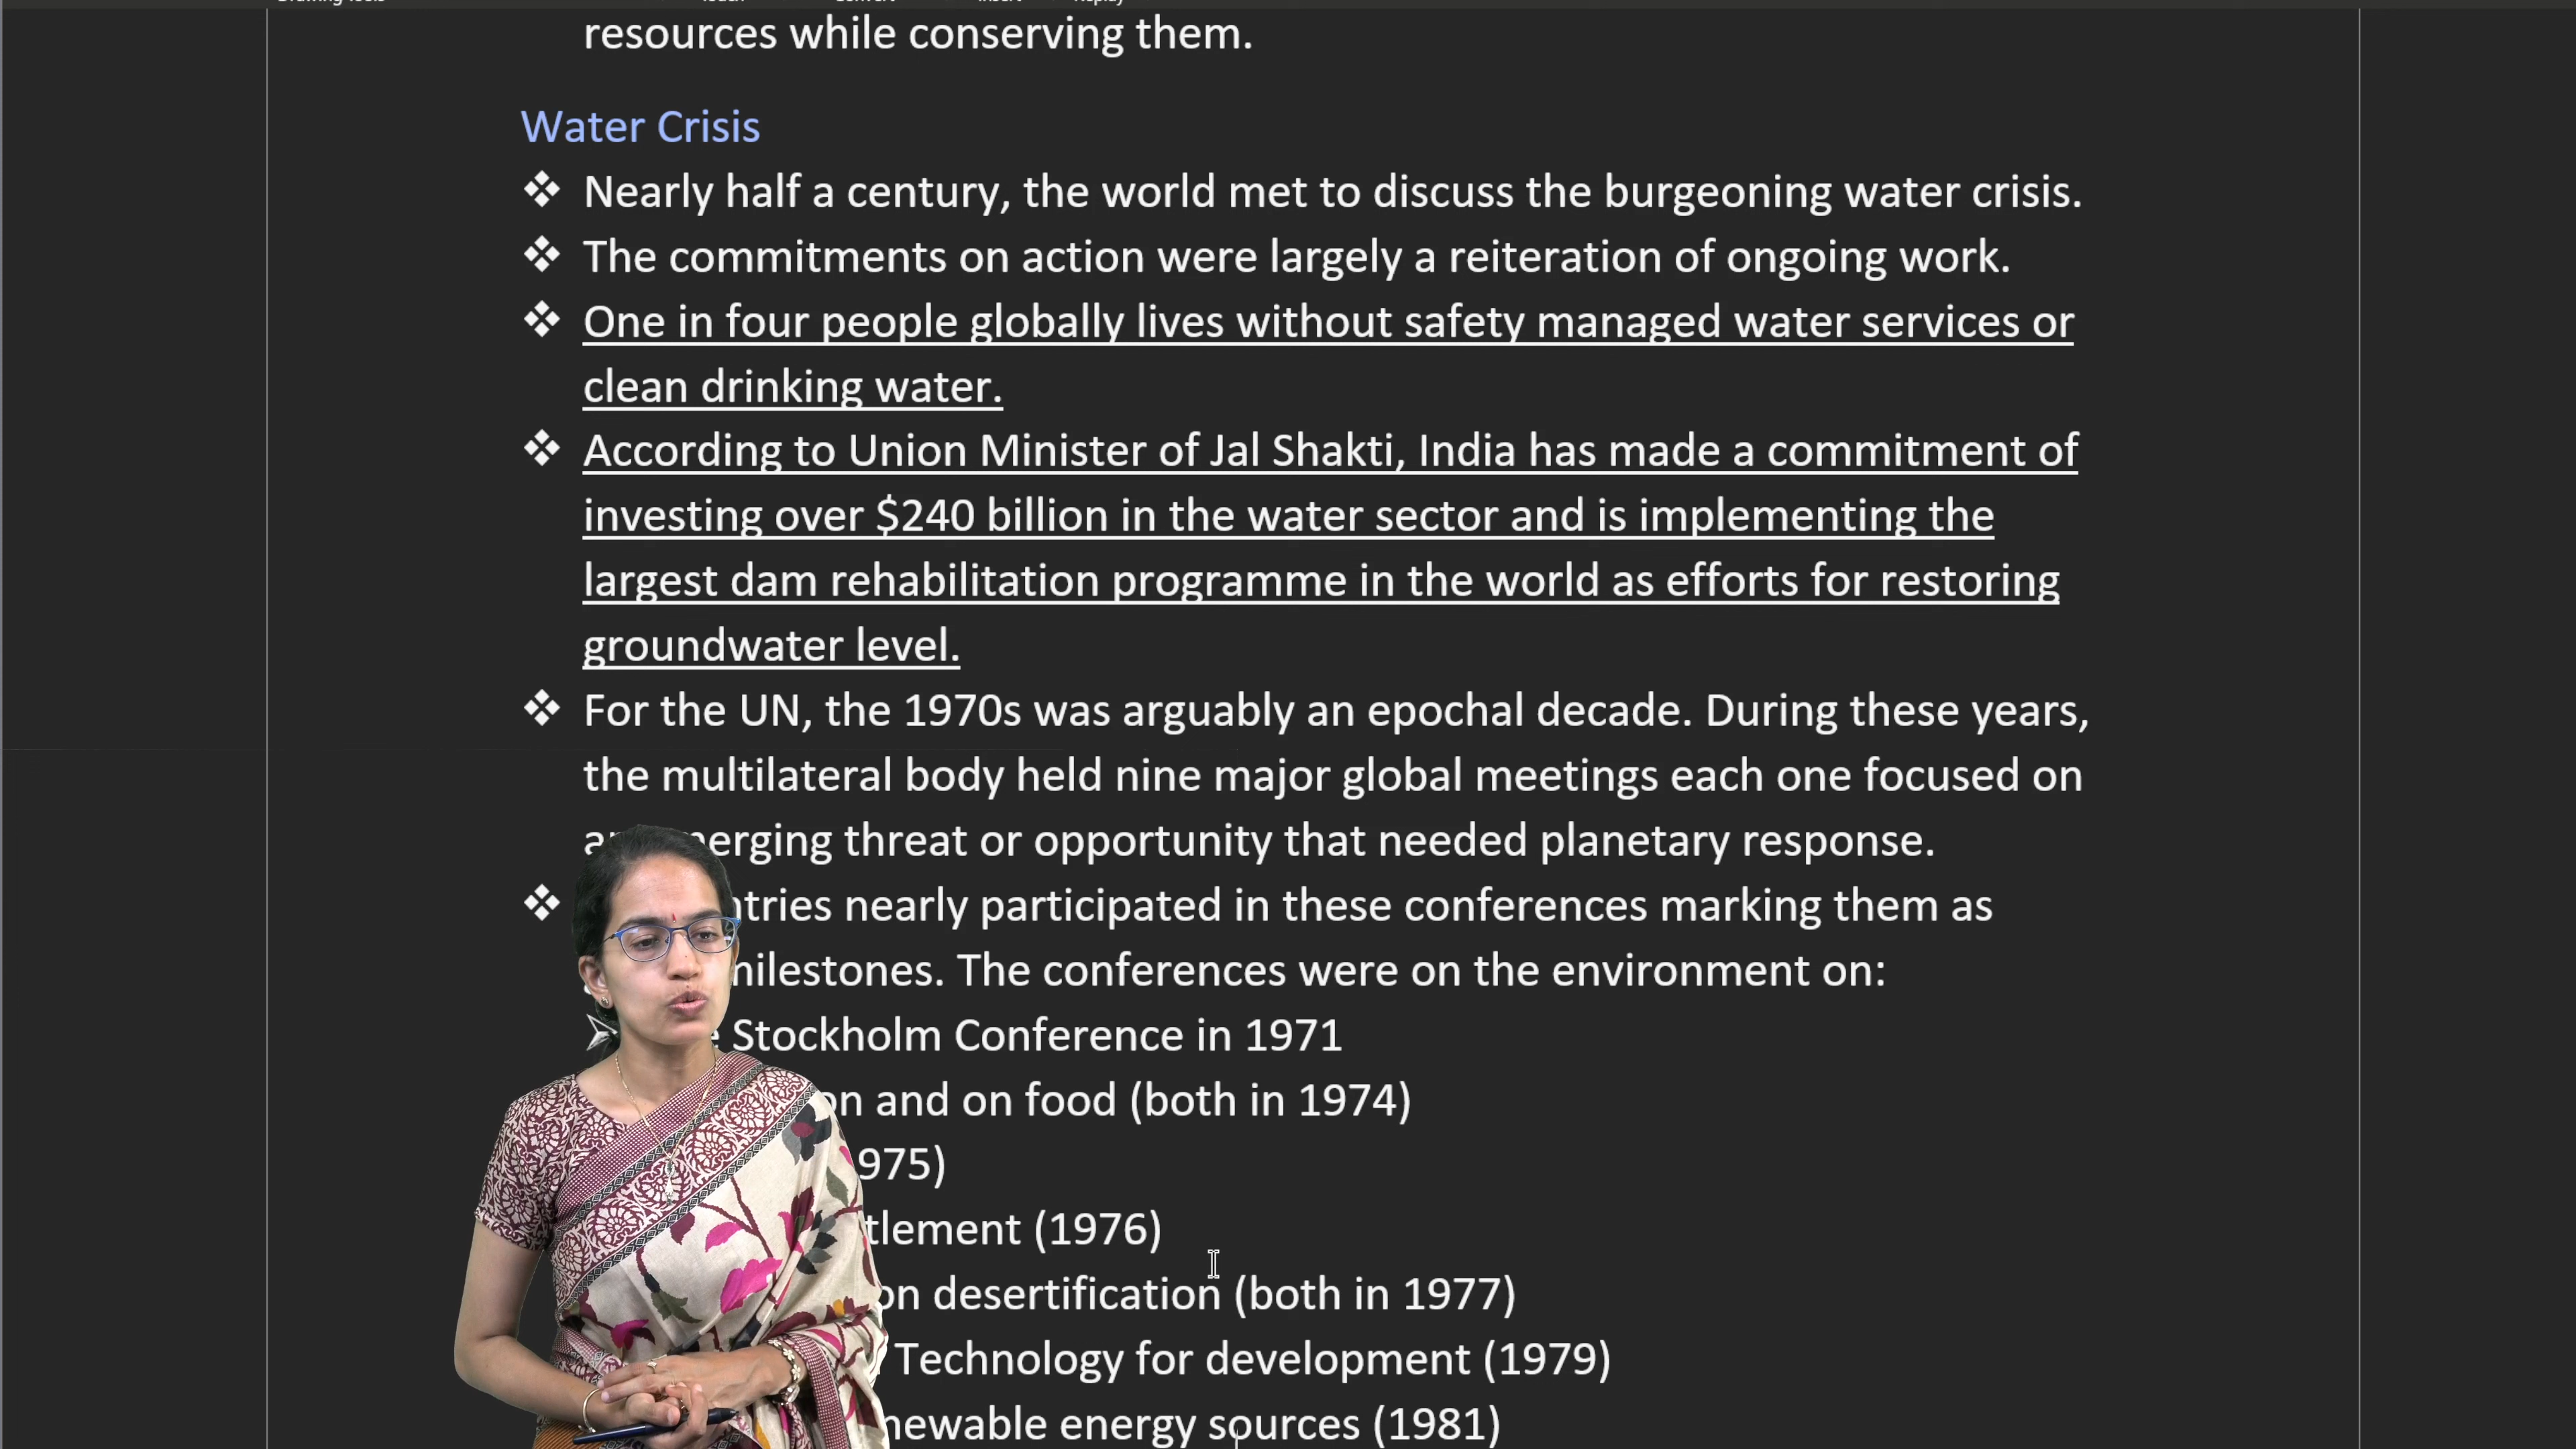 resources while conserving them.
Water Crisis
❖ Nearly half a century, the world met to discuss the burgeoning water crisis.
❖ The commitments on action were largely a reiteration of ongoing work.
❖ One in four people globally lives without safety managed water services or
clean drinking water.
❖ According to Union Minister of Jal Shakti, India has made a commitment of
investing over $240 billion in the water sector and is implementing the
largest dam rehabilitation programme in the world as efforts for restoring
groundwater level.
❖ For the UN, the 1970s was arguably an epochal decade. During these years,
the multilateral body held nine major global meetings each one focused on
threat or opportunity that needed planetary response.
❖ nearly participated in these conferences marking them as
milestones. The conferences were on the environment on:
➢ Stockholm Conference in 1971
and on food (both in 1974)
(1976)
on desertification (both in 1977)
Technology for development (1979)
energy sources (1981)